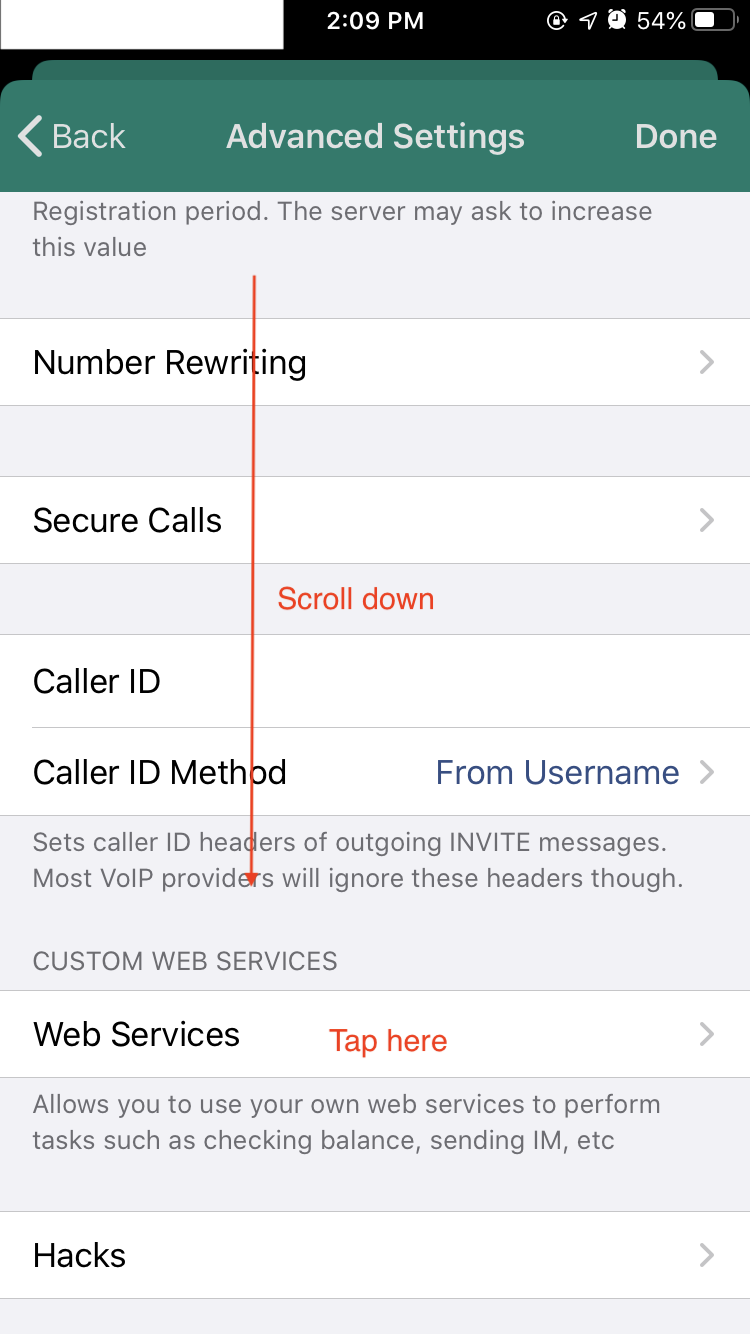 2:09 PM
54%
Back
Advanced Settings
Done
Registration period. The server may ask to increase
this value
Number Rewriting
Secure Calls
Scroll down
Caller ID
Caller ID Method
From Username
Sets caller ID headers of outgoing INVITE messages.
Most VoIP providers will ignore these headers though.
CUSTOM WEB SERVICES
Web Services
Tap here
Allows you to use your own web services to perform
tasks such as checking balance, sending IM, etc
Hacks